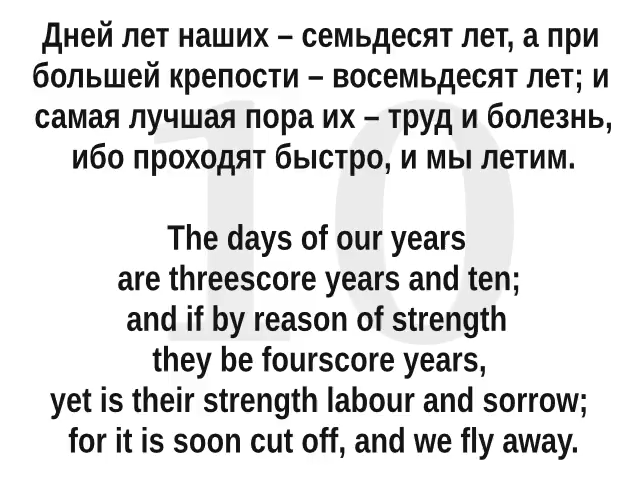 Дней лет наших – семьдесят лет, а при
большей крепости – восемьдесят лет; и
самая лучшая пора их – труд и болезнь,
ибо проходят быстро, и мы летим.
10
The days of our years
are threescore years and ten;
and if by reason of strength
they be fourscore years,
yet is their strength labour and sorrow;
for it is soon cut off, and we fly away.